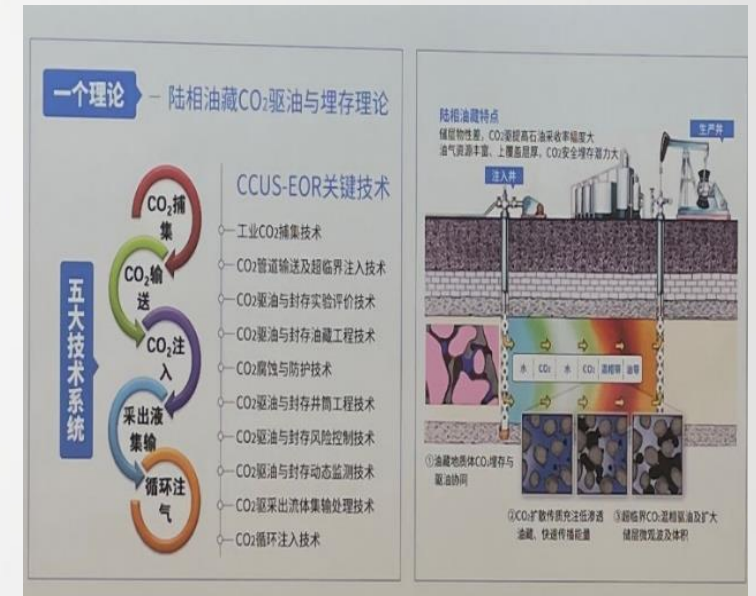 一个理论
— 陆相油藏CO₂驱油与埋存理论
CCUS-EOR关键技术
五大技术系统
CO₂捕
集
CO₂输
送
CO₂注
入
采出液
集输
循环注
气
工业CO₂捕集技术
CO₂管道输送及超临界注入技术
CO₂驱油与封存实验评价技术
CO₂驱油与封存油藏工程技术
CO₂腐蚀与防护技术
CO₂驱油与封存井筒工程技术
CO₂驱油与封存风险控制技术
CO₂驱油与封存动态监测技术
CO₂驱采出流体集输处理技术
CO₂循环注入技术
陆相油藏特点
储层物性差，CO₂驱提高石油采收率幅度大
油气资源丰富、上覆盖层厚，CO₂安全埋存潜力大
注入井
生产井
水 CO₂ 水 CO₂ 混相带 油带
①油藏地质体CO₂埋存与
驱油协同
②CO₂扩散传质充注低渗透
油藏、快速传播能量
③超临界CO₂混相驱油及扩大
储层微观波及体积